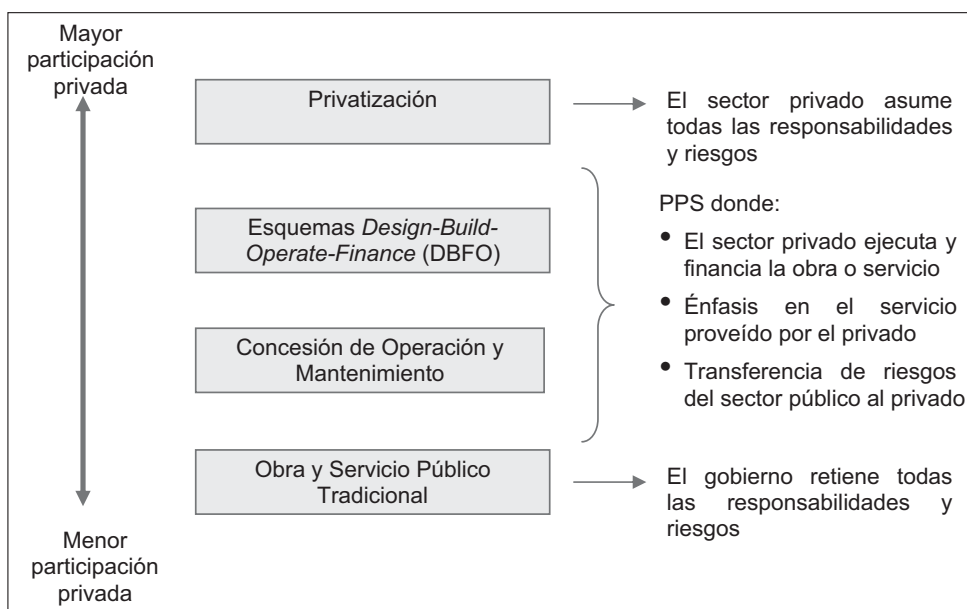 Mayor
participación
privada
Privatización
El sector privado asume
todas las responsabilidades
y riesgos
Esquemas Design-Build-
Operate-Finance (DBFO)
Concesión de Operación y
Mantenimiento
PPS donde:
• El sector privado ejecuta y
financia la obra o servicio
• Énfasis en el servicio
proveído por el privado
• Transferencia de riesgos
del sector público al privado
Obra y Servicio Público
Tradicional
El gobierno retiene todas
las responsabilidades y
riesgos
Menor
participación
privada